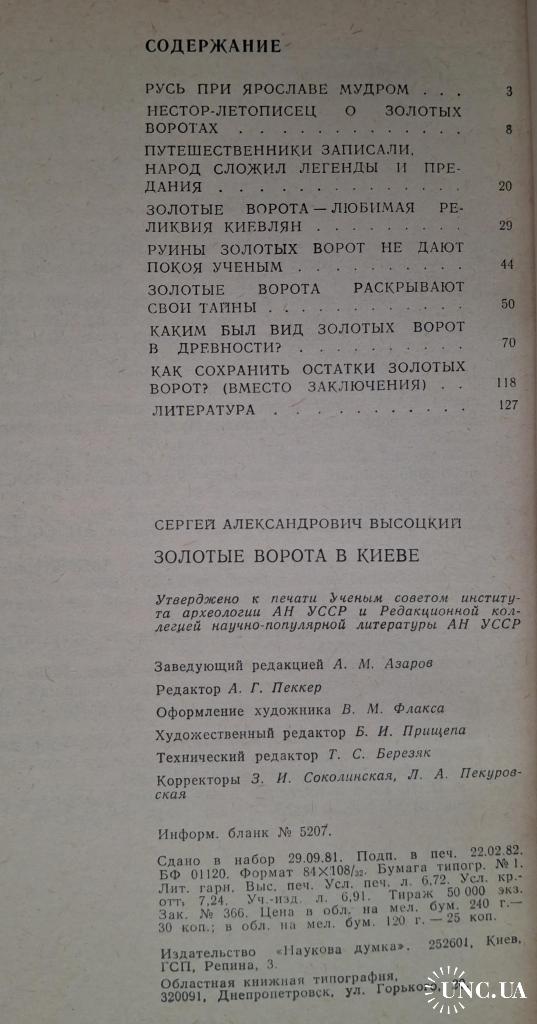 СОДЕРЖАНИЕ
РУСЬ ПРИ ЯРОСЛАВЕ МУДРОМ . . . 3
НЕСТОР-ЛЕТОПИСЕЦ О ЗОЛОТЫХ
ВОРОТАХ . . . . . . . . . . . . . 8
ПУТЕШЕСТВЕННИКИ ЗАПИСАЛИ,
НАРОД СЛОЖИЛ ЛЕГЕНДЫ И ПРЕ-
ДАНИЯ . . . . . . . . . . . . . . 20
ЗОЛОТЫЕ ВОРОТА — ЛЮБИМАЯ РЕ-
ЛИКВИЯ КИЕВЛЯН . . . . . . . . . 29
РУИНЫ ЗОЛОТЫХ ВОРОТ НЕ ДАЮТ
ПОКОЯ УЧЕНЫМ . . . . . . . . . . 44
ЗОЛОТЫЕ ВОРОТА РАСКРЫВАЮТ
СВОИ ТАЙНЫ . . . . . . . . . . . . 50
КАКИМ БЫЛ ВИД ЗОЛОТЫХ ВОРОТ
В ДРЕВНОСТИ? . . . . . . . . . . 70
КАК СОХРАНИТЬ ОСТАТКИ ЗОЛОТЫХ
ВОРОТ? (ВМЕСТО ЗАКЛЮЧЕНИЯ) . . 118
ЛИТЕРАТУРА . . . . . . . . . . . 127
СЕРГЕЙ АЛЕКСАНДРОВИЧ ВЫСОЦКИЙ
ЗОЛОТЫЕ ВОРОТА В КИЕВЕ
Утверждено к печати Ученым советом институ-
та археологии АН УССР и Редакционной кол-
легией научно-популярной литературы АН УССР
Заведующий редакцией А. М. Азаров
Редактор А. Г. Пеккер
Оформление художника В. М. Флакса
Художественный редактор Б. И. Прищепа
Технический редактор Т. С. Березяк
Корректоры З. И. Соколинская, Л. А. Пекуров-
ская
Информ. бланк № 5207.
Сдано в набор 29.09.81. Подп. в печ. 22.02.82.
БФ 01120. Формат 84×108/32. Бумага типогр. № 1.
Лит. гарн. Выс. печ. Усл. печ. л. 6,72. Усл. кр.-
отт. 7,24. Уч.-изд. л. 6,91. Тираж 50 000 экз.
Зак. № 366. Цена в обл. на мел. бум. 240 г.—
30 коп.; в обл. на мел. бум. 120 г. — 25 коп.
Издательство «Наукова думка». 252601, Киев,
ГСП, Репина, 3.
Областная книжная типография,
320091, Днепропетровск, ул. Горького,
UNC.UA